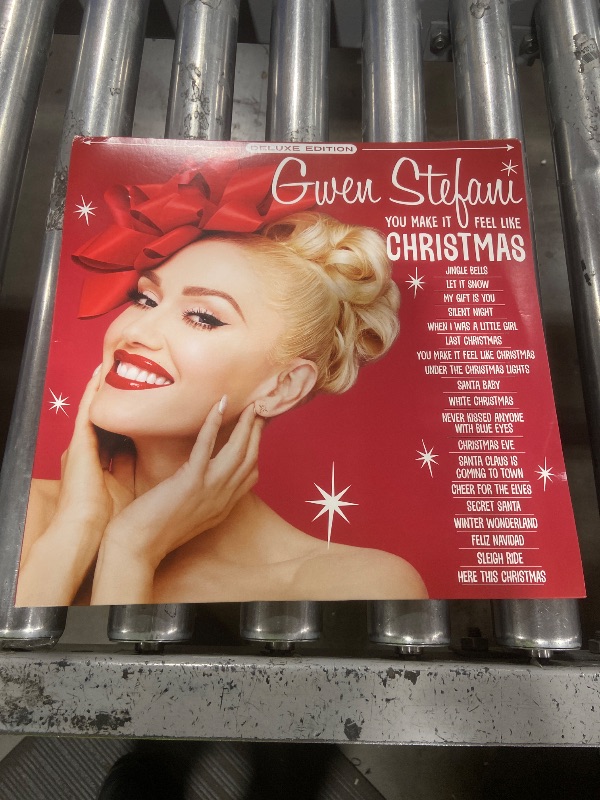 DELUXE EDITION
Gwen Stefani
YOU MAKE IT FEEL LIKE
CHRISTMAS
JINGLE BELLS
LET IT SNOW
MY GIFT IS YOU
SILENT NIGHT
WHEN I WAS A LITTLE GIRL
LAST CHRISTMAS
YOU MAKE IT FEEL LIKE CHRISTMAS
UNDER THE CHRISTMAS LIGHTS
SANTA BABY
WHITE CHRISTMAS
NEVER KISSED ANYONE
WITH BLUE EYES
CHRISTMAS EVE
SANTA CLAUS IS
COMING TO TOWN
CHEER FOR THE ELVES
SECRET SANTA
WINTER WONDERLAND
FELIZ NAVIDAD
SLEIGH RIDE
HERE THIS CHRISTMAS